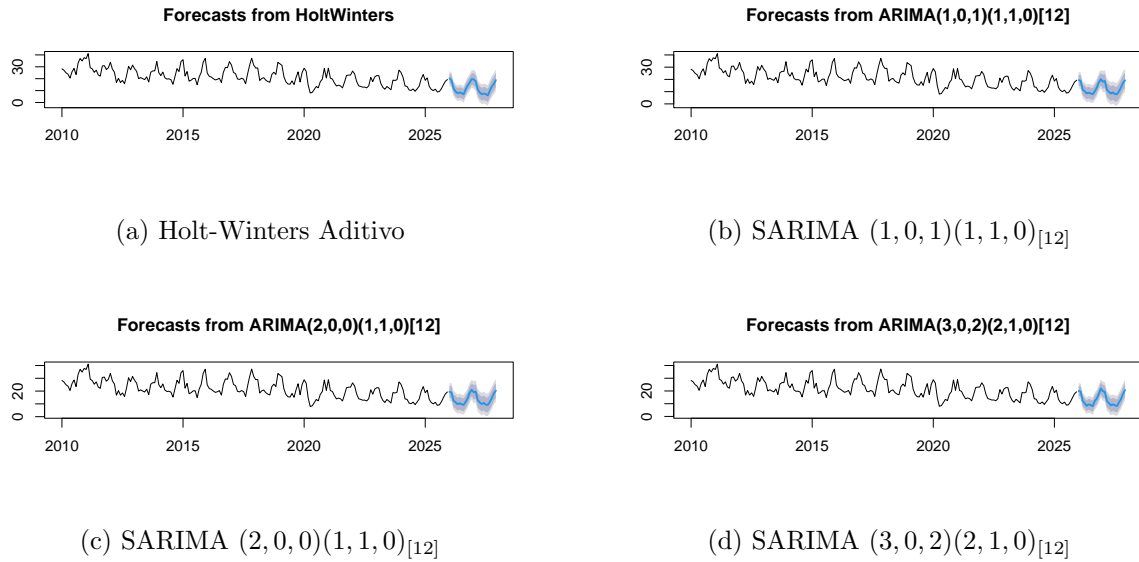 Forecasts from HoltWinters
0 30
2010 2015 2020 2025
(a) Holt-Winters Aditivo
Forecasts from ARIMA(1,0,1)(1,1,0)[12]
0 30
2010 2015 2020 2025
(b) SARIMA (1, 0, 1)(1, 1, 0)[12]
Forecasts from ARIMA(2,0,0)(1,1,0)[12]
0 20
2010 2015 2020 2025
(c) SARIMA (2, 0, 0)(1, 1, 0)[12]
Forecasts from ARIMA(3,0,2)(2,1,0)[12]
0 20
2010 2015 2020 2025
(d) SARIMA (3, 0, 2)(2, 1, 0)[12]